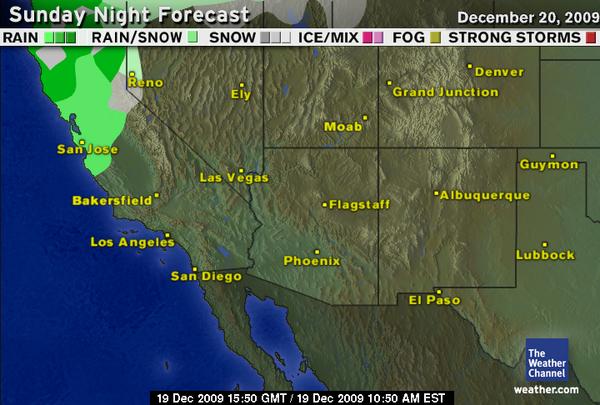 Sunday Night Forecast
December 20, 2009
RAIN RAIN/SNOW SNOW ICE/MIX FOG STRONG STORMS
Reno
Ely
Denver
Grand Junction
Moab
San Jose
Las Vegas
Guymon
Bakersfield
Flagstaff
Albuquerque
Los Angeles
Phoenix
Lubbock
San Diego
El Paso
The
Weather
Channel
weather.com
19 Dec 2009 15:50 GMT / 19 Dec 2009 10:50 AM EST